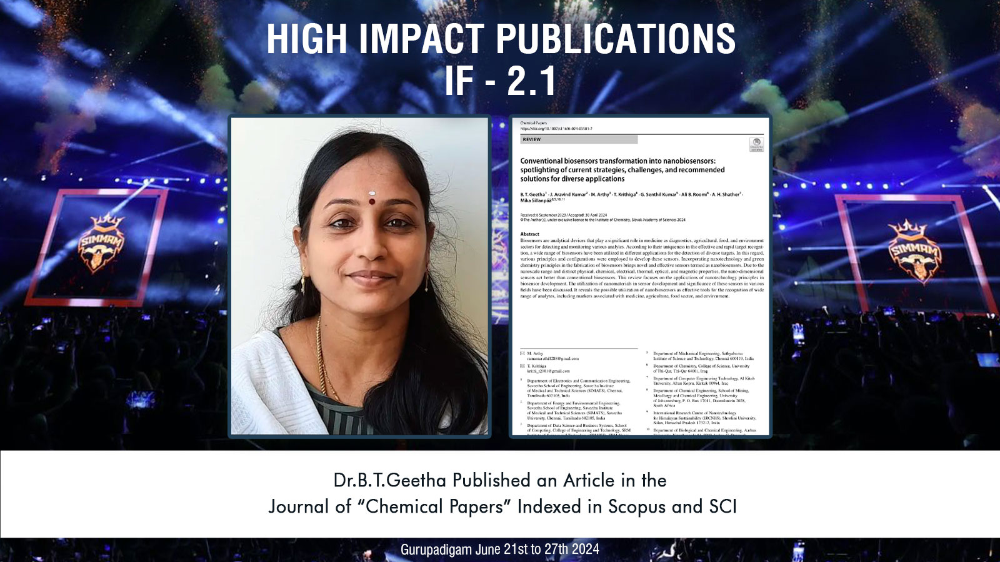 HIGH IMPACT PUBLICATIONS
IF - 2.1
Chemical Papers
REVIEW
Check for
updates
Conventional biosensors transformation into nanobiosensors:
spotlighting of current strategies, challenges, and recommended
solutions for diverse applications
B. T. Geetha1 · J. Aravind Kumar2 · M. Arthy3 · T. Krithiga4 · G. Senthil Kumar5 · Ali B. Roomi6 · A. H. Shather7 ·
Mika Sillanpää8,9,10,11
Received: 6 September 2023 / Accepted: 30 April 2024
© The Author(s), under exclusive licence to the Institute of Chemistry, Slovak Academy of Sciences 2024
Abstract
Biosensors are analytical devices that play a significant role in medicine as diagnostics, agricultural, food, and environment
sectors for detecting and monitoring various analytes. According to their uniqueness in the effective and rapid target recogni-
tion, a wide range of biosensors have been utilized in different applications for the detection of diverse targets. In this regard,
various principles and configurations were employed to develop these sensors. Incorporating nanotechnology and green
chemistry principles in the fabrication of biosensors brings novel and effective sensors termed as nanobiosensors. Due to the
nanoscale range and distinct physical, chemical, electrical, thermal, optical, and magnetic properties, the nano-dimensional
sensors act better than conventional biosensors. This review focuses on the applications of nanotechnology principles in
biosensor development. The utilization of nanomaterials in sensor development and significance of these sensors in various
fields have been discussed. It reveals the possible utilization of nanobiosensors as effective tools for the recognition of wide
range of analytes, including markers associated with medicine, agriculture, food sector, and environment.
M. Arthy
ramamarathi1288@gmail.com
T. Krithiga
krithi_t2001@gmail.com
1 Department of Electronics and Communication Engineering,
Saveetha School of Engineering, Saveetha Institute
of Medical and Technical Sciences (SIMATS), Chennai,
Tamilnadu 602105, India
2 Department of Energy and Environmental Engineering,
Saveetha School of Engineering, Saveetha Institute
of Medical and Technical Sciences (SIMATS), Saveetha
University, Chennai, Tamilnadu 602105, India
3 Department of Data Science and Business Systems, School
of Computing, College of Engineering and Technology, SRM
5 Department of Mechanical Engineering, Sathyabama
Institute of Science and Technology, Chennai 600119, India
6 Department of Chemistry, College of Science, University
of Thi-Qar, Thi-Qar 64001, Iraq
7 Department of Computer Engineering Technology, Al Kitab
University, Altun Kopru, Kirkuk 00964, Iraq
8 Department of Chemical Engineering, School of Mining,
Metallurgy and Chemical Engineering, University
of Johannesburg, P. O. Box 17011, Doornfontein 2028,
South Africa
9 International Research Centre of Nanotechnology
for Himalayan Sustainability (IRCNHS), Shoolini University,
Solan, Himachal Pradesh 173212, India
10 Department of Biological and Chemical Engineering, Aarhus
SIMMAM
SIMMAM
Dr.B.T.Geetha Published an Article in the
Journal of “Chemical Papers” Indexed in Scopus and SCI
Gurupadigam June 21st to 27th 2024